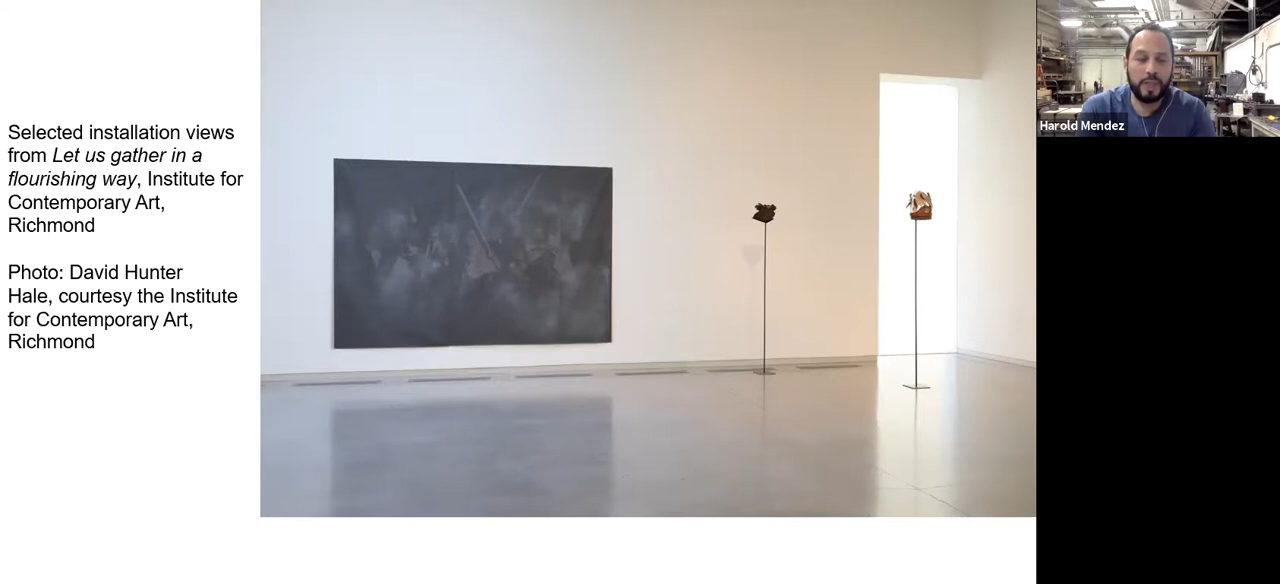 Selected installation views
from Let us gather in a
flourishing way, Institute for
Contemporary Art,
Richmond
Photo: David Hunter
Hale, courtesy the Institute
for Contemporary Art,
Richmond
Harold Mendez